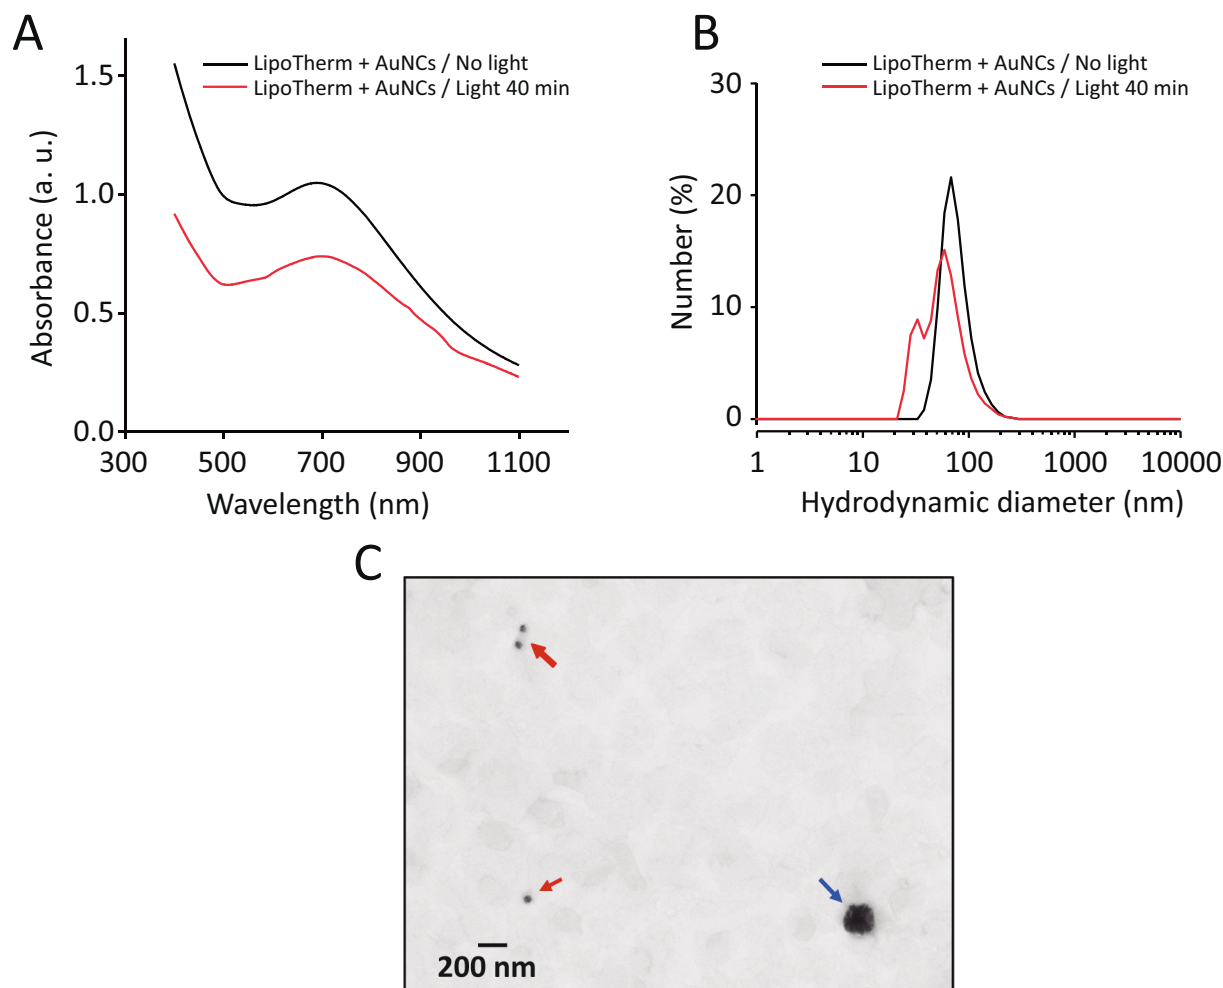 A
LipoTherm + AuNCs / No light
LipoTherm + AuNCs / Light 40 min
Absorbance (a. u.)
1.5
1.0
0.5
0.0
300 500 700 900 1100
Wavelength (nm)
B
LipoTherm + AuNCs / No light
LipoTherm + AuNCs / Light 40 min
Number (%)
30
20
10
0
1 10 100 1000 10000
Hydrodynamic diameter (nm)
C
200 nm